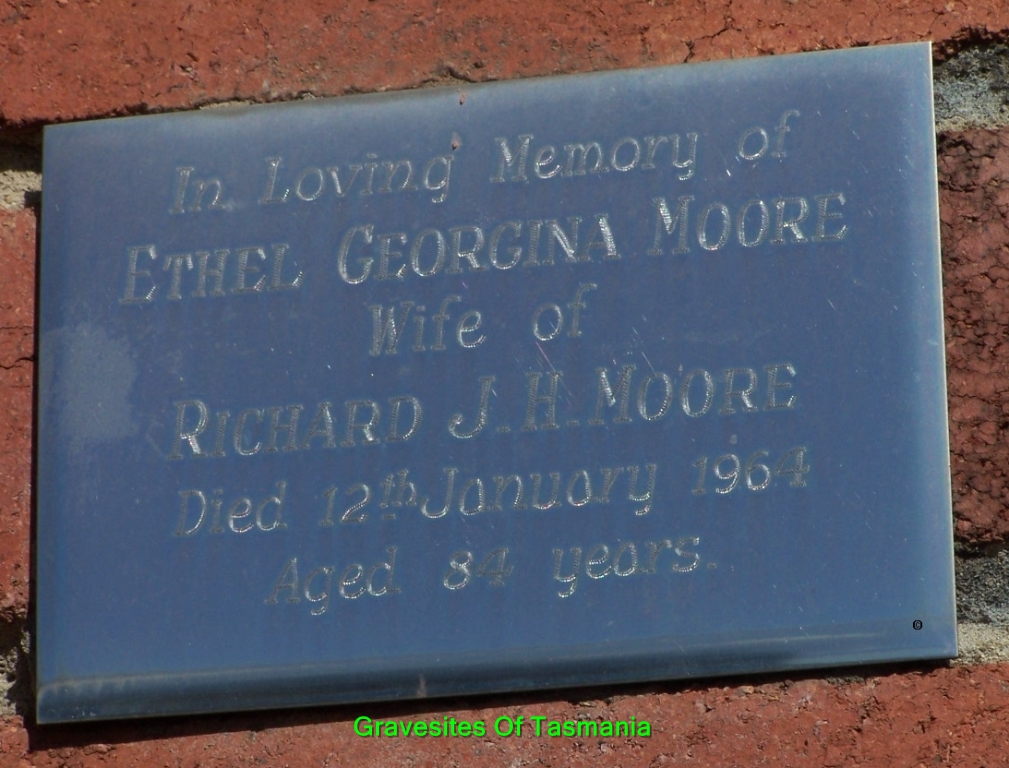 In Loving Memory of
ETHEL GEORGINA MOORE
Wife of
RICHARD J.H. MOORE
Died 12th January 1964
Aged 84 years.
Gravesites Of Tasmania